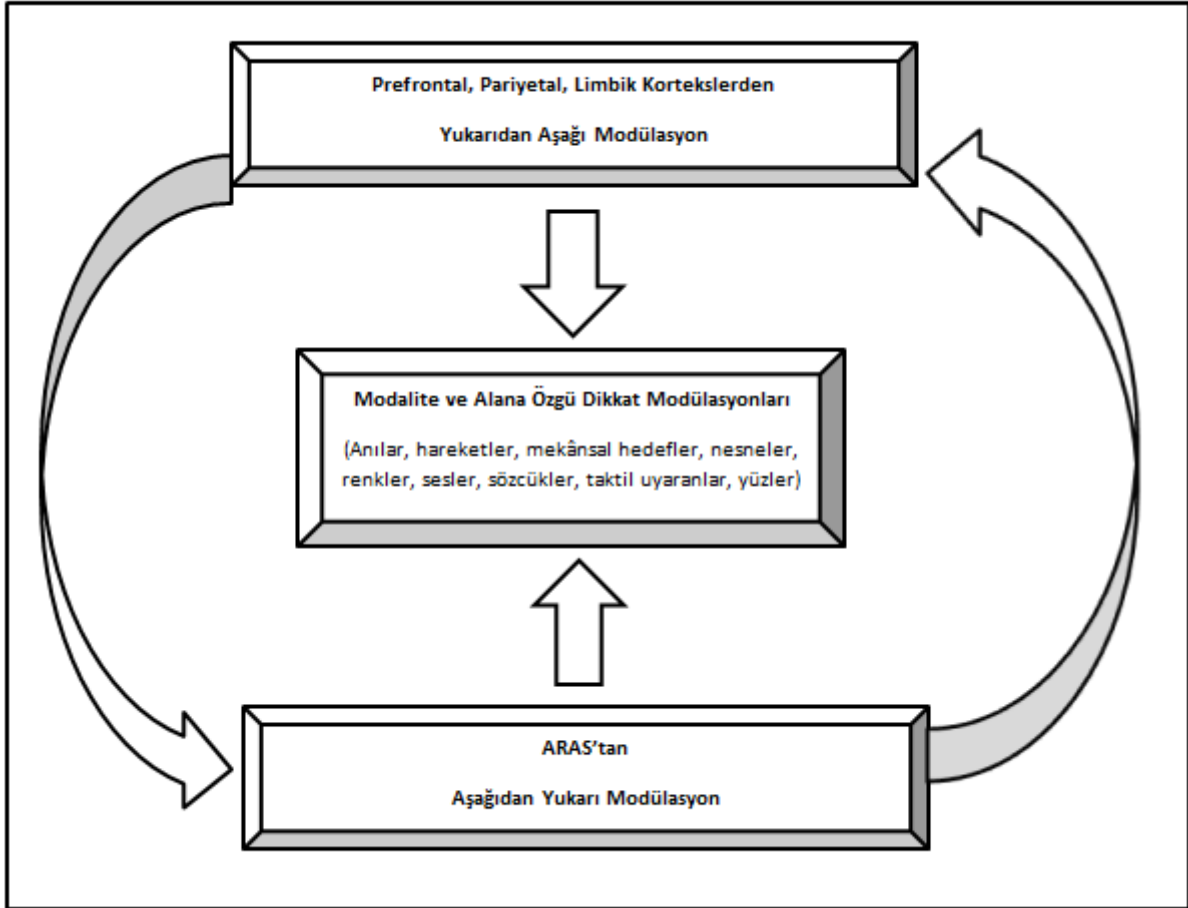 Prefrontal, Pariyetal, Limbik Kortekslerden
Yukarıdan Aşağı Modülasyon
Modalite ve Alana Özgü Dikkat Modülasyonları
(Anılar, hareketler, mekânsal hedefler, nesneler,
renkler, sesler, sözcükler, taktil uyaranlar, yüzler)
ARAS’tan
Aşağıdan Yukarı Modülasyon